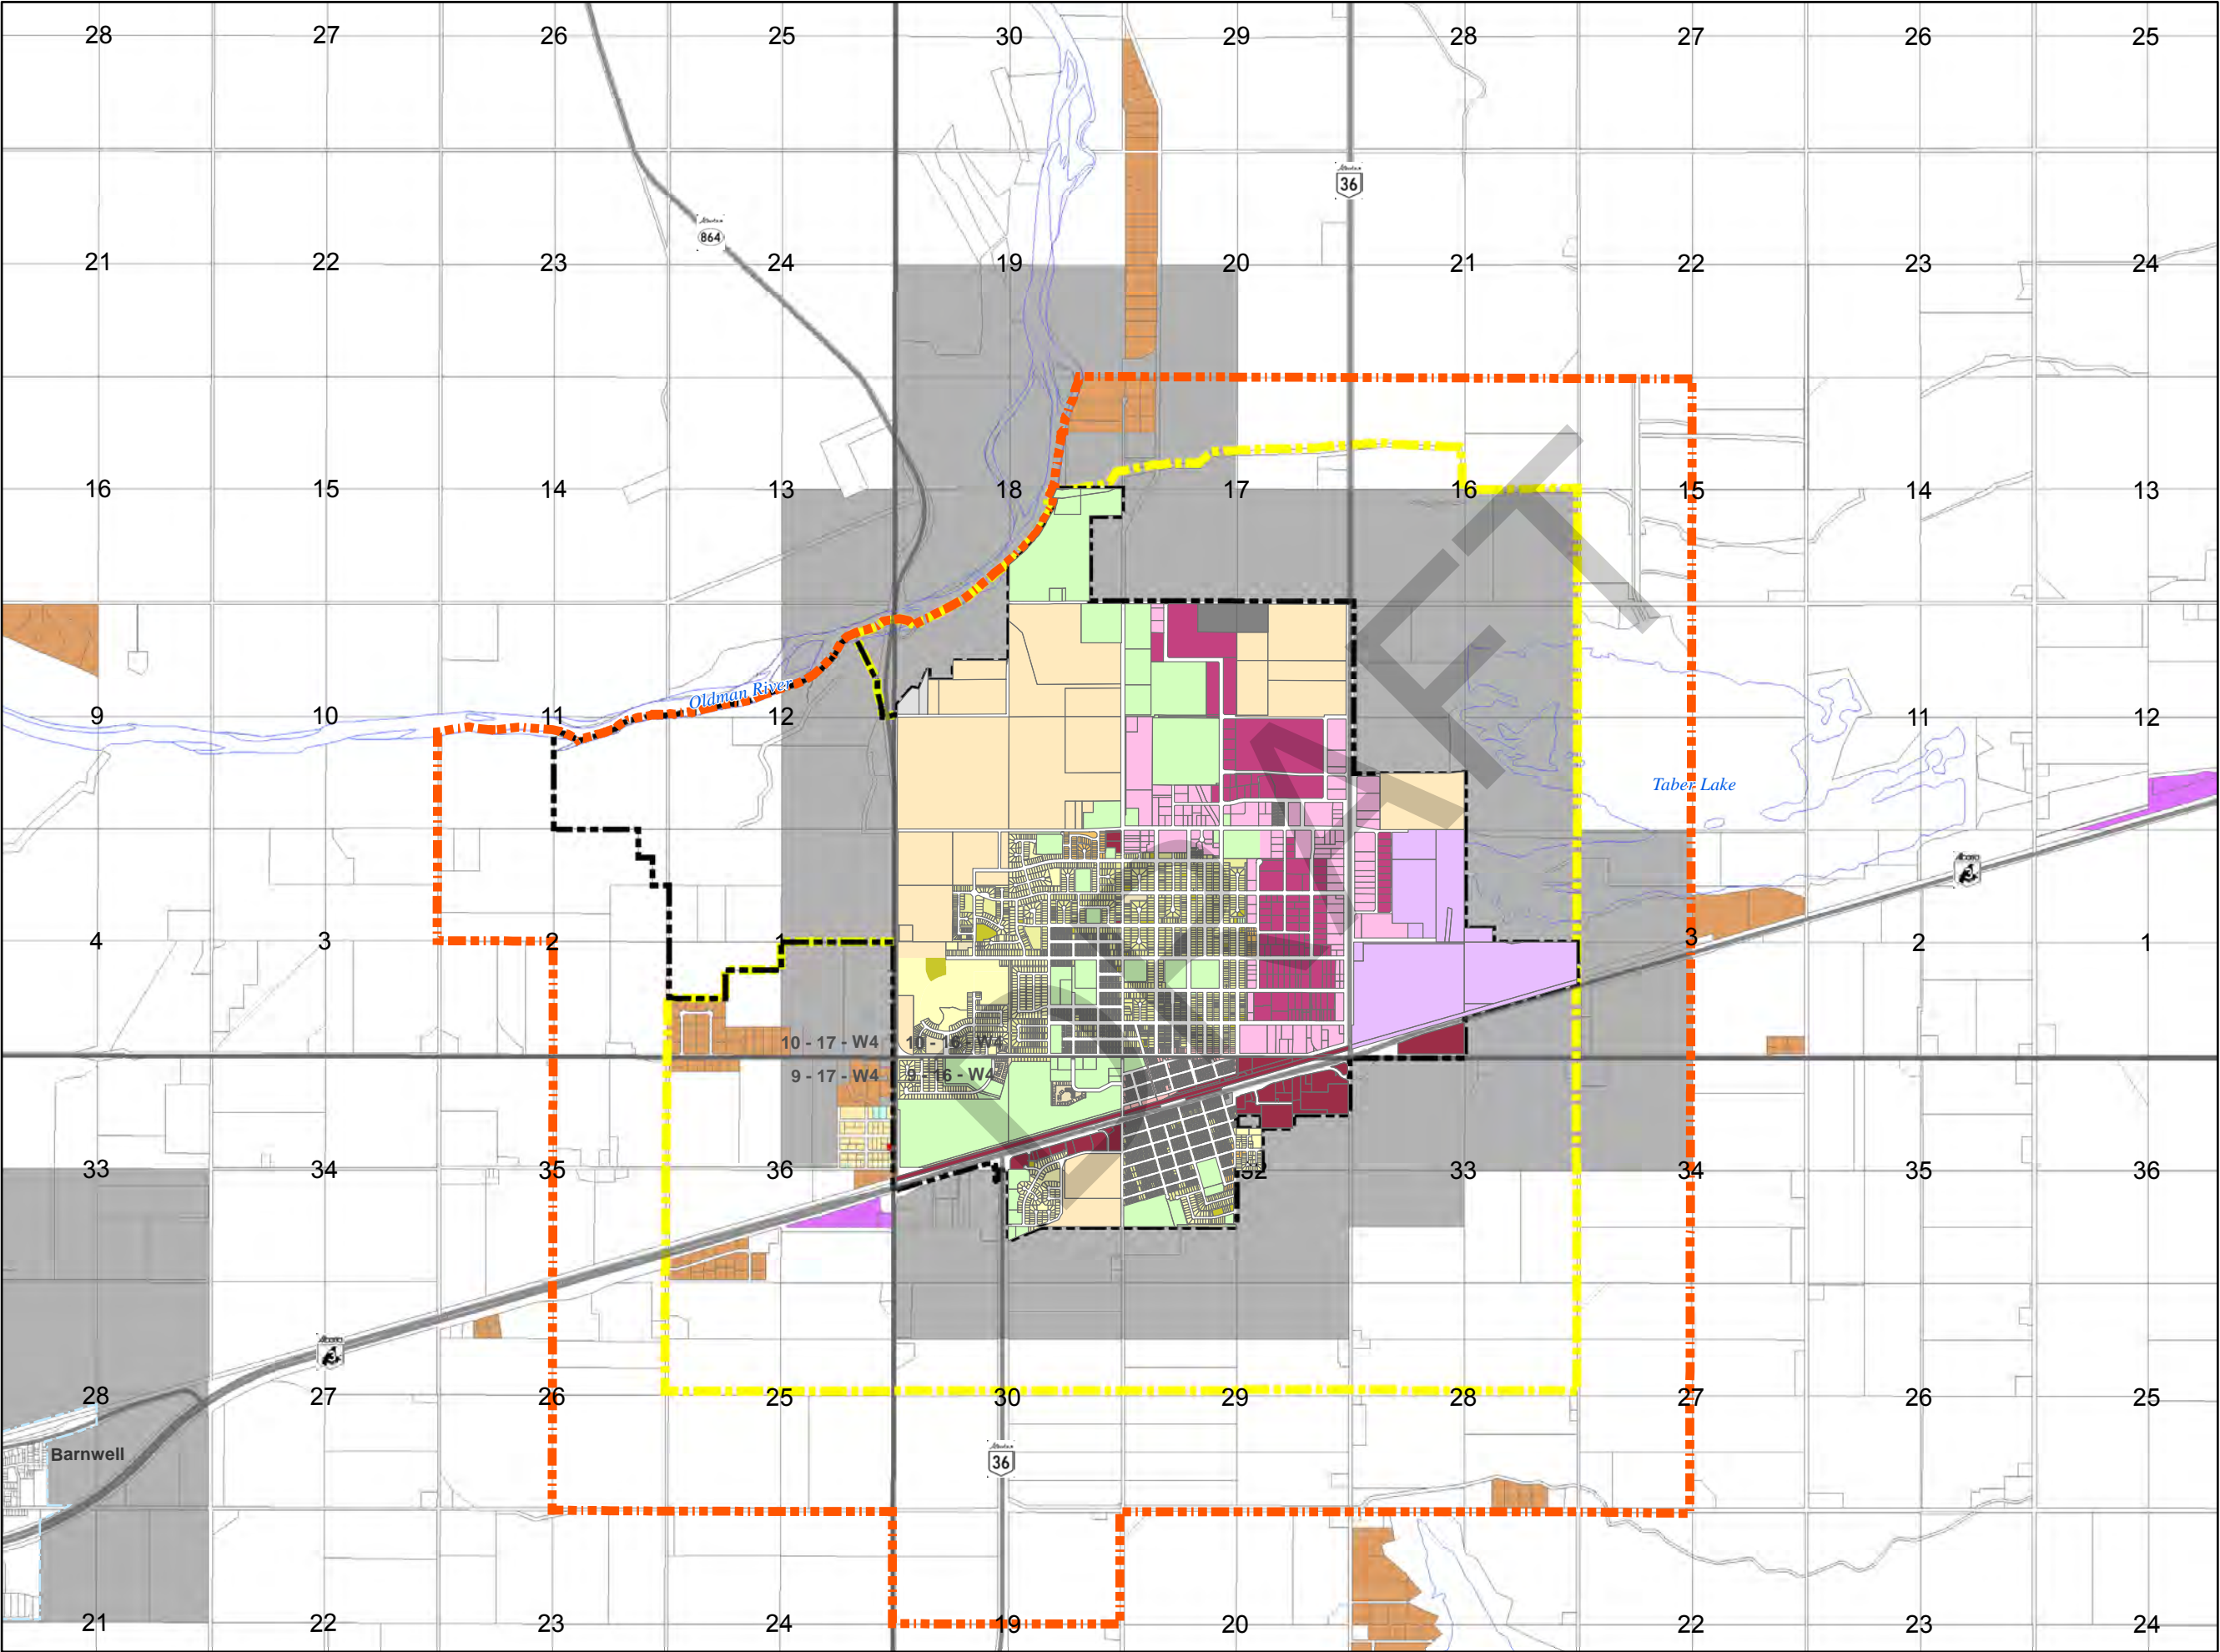 28 27 26 25 30 29 28 27 26 25
36
864
21 22 23 24 19 20 21 22 23 24
16 15 14 13 18 17 16 15 14 13
Oldman River
9 10 11 12 11 12
Taber Lake
3
4 3 2 1 3 2 1
10 - 17 - W4 10 - 16 - W4
9 - 17 - W4 9 - 16 - W4
33 34 35 36 32 33 34 35 36
3
28 27 26 25 30 29 28 27 26 25
Barnwell
36
21 22 23 24 19 20 22 23 24
DRAFT